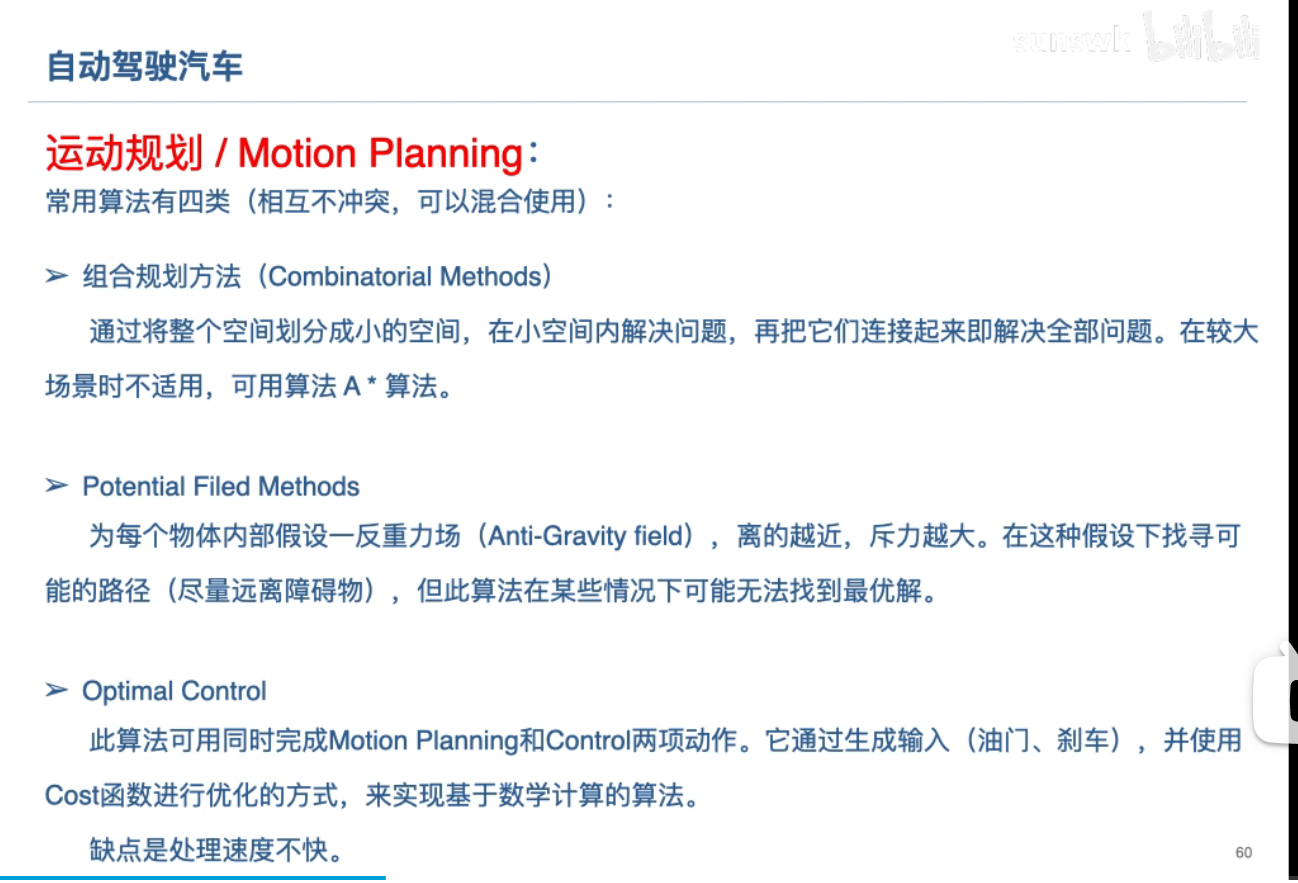 sunswk bilibili
自动驾驶汽车
运动规划 / Motion Planning：
常用算法有四类（相互不冲突，可以混合使用）：
➢ 组合规划方法（Combinatorial Methods）
通过将整个空间划分成小的空间，在小空间内解决问题，再把它们连接起来即解决全部问题。在较大
场景时不适用，可用算法 A * 算法。
➢ Potential Filed Methods
为每个物体内部假设一反重力场（Anti-Gravity field），离的越近，斥力越大。在这种假设下找寻可
能的路径（尽量远离障碍物），但此算法在某些情况下可能无法找到最优解。
➢ Optimal Control
此算法可用同时完成Motion Planning和Control两项动作。它通过生成输入（油门、刹车），并使用
Cost函数进行优化的方式，来实现基于数学计算的算法。
缺点是处理速度不快。
60